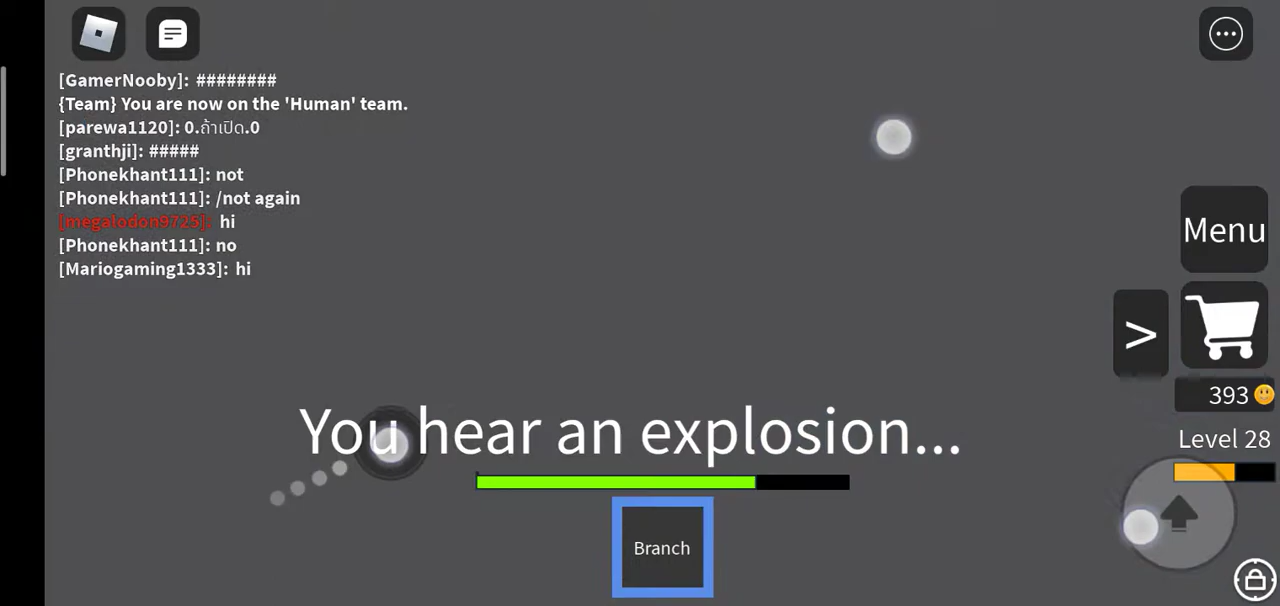 [GamerNooby]: ########
{Team} You are now on the 'Human' team.
[parewa1120]: 0.ถ้าเปิด.0
[granthji]: #####
[Phonekhant111]: not
[Phonekhant111]: /not again
[megalodon9725]: hi
[Phonekhant111]: no
[Mariogaming1333]: hi
Menu
>
393
Level 28
You hear an explosion...
Branch